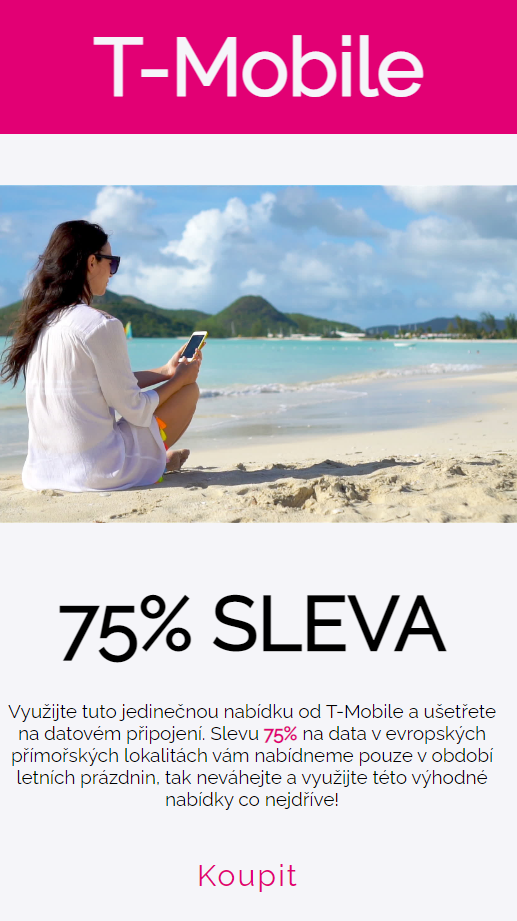 T-Mobile
75% SLEVA
Využijte tuto jedinečnou nabídku od T-Mobile a ušetřete
na datovém připojení. Slevu 75% na data v evropských
přímořských lokalitách vám nabídneme pouze v období
letních prázdnin, tak neváhejte a využijte této výhodné
nabídky co nejdříve!
Koupit